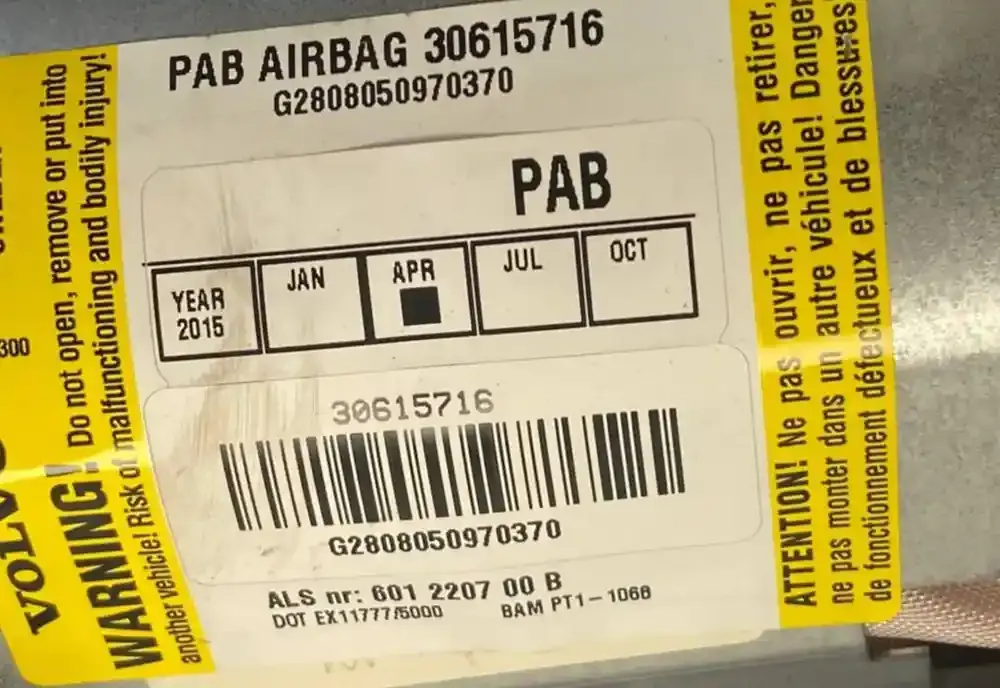 PAB AIRBAG 30615716
G2808050970370
PAB
YEAR
2015
JAN
APR
JUL
OCT
30615716
G2808050970370
ALS nr: 601 2207 00 B
DOT EX11777/5000
BAM PT1-1068
300
VOLVO
WARNING! Do not open, remove or put into
another vehicle! Risk of malfunctioning and bodily injury!
ATTENTION! Ne pas ouvrir, ne pas retirer,
ne pas monter dans un autre véhicule! Danger
de fonctionnement défectueux et de blessures